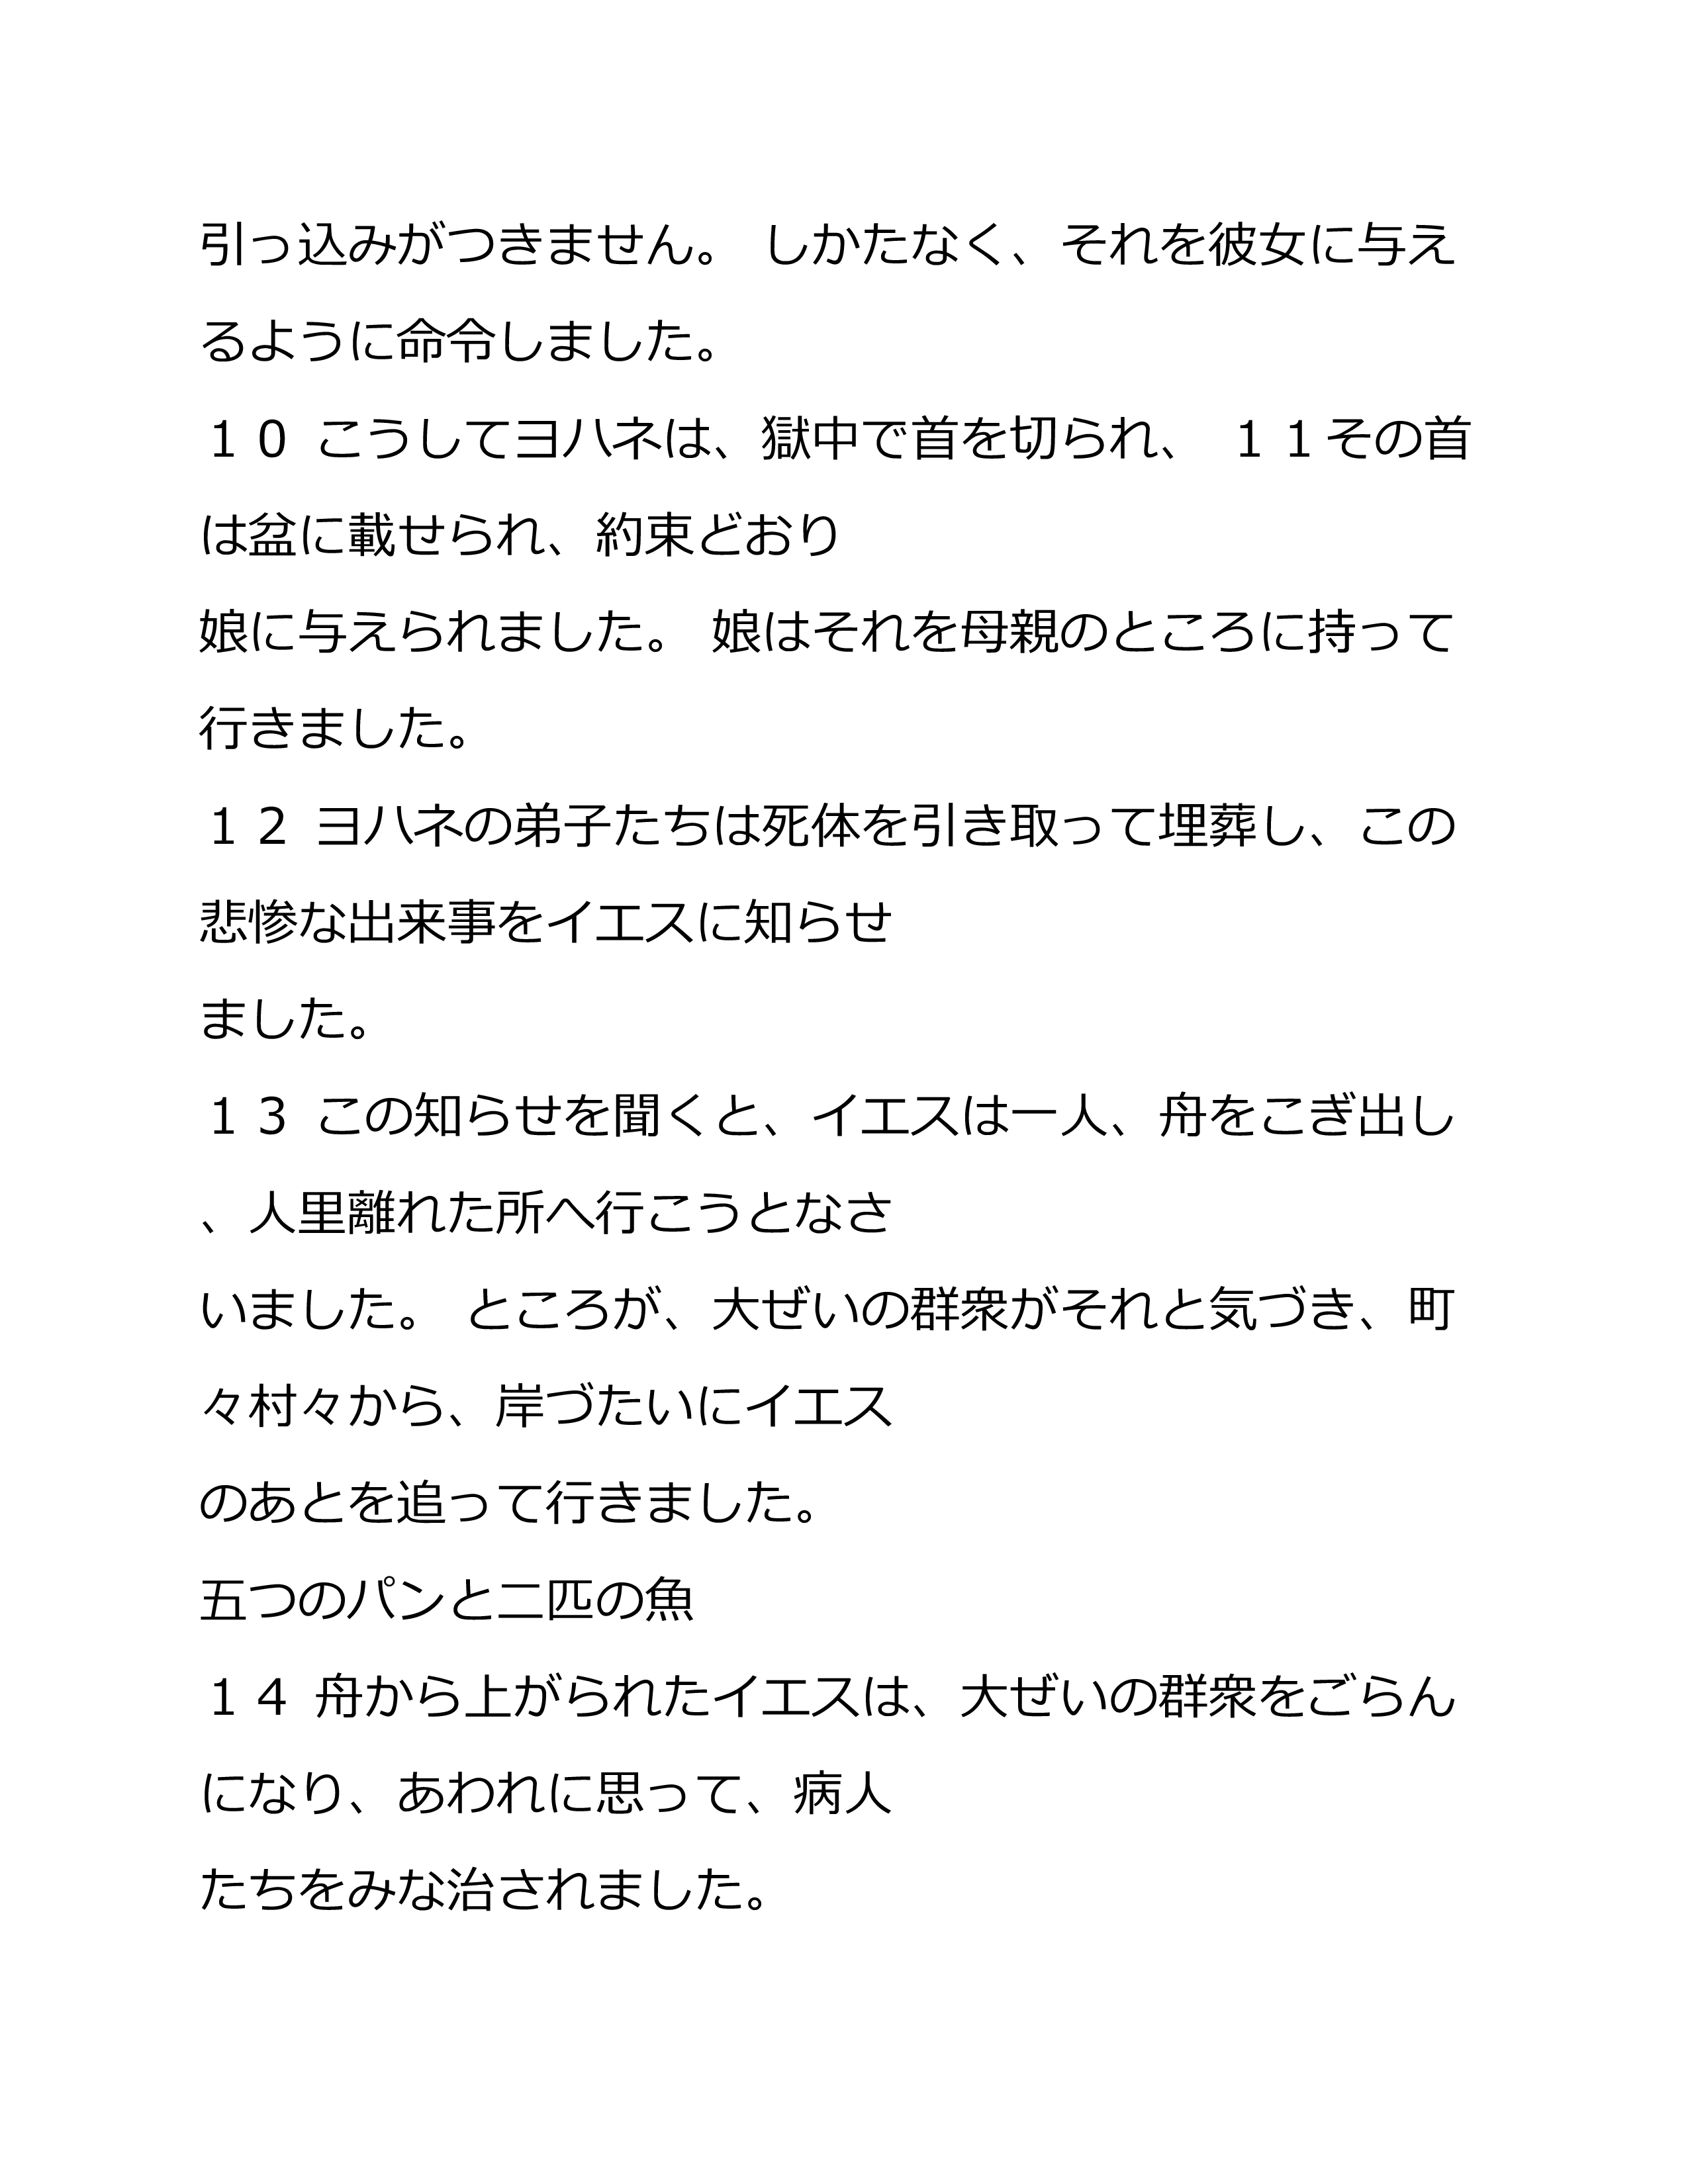 引っ込みがつきません。 しかたなく、それを彼女に与え
るように命令しました。
１０ こうしてヨハネは、獄中で首を切られ、 １１その首
は盆に載せられ、約束どおり
娘に与えられました。 娘はそれを母親のところに持って
行きました。
１２ ヨハネの弟子たちは死体を引き取って埋葬し、この
悲惨な出来事をイエスに知らせ
ました。
１３ この知らせを聞くと、イエスは一人、舟をこぎ出し
、人里離れた所へ行こうとなさ
いました。 ところが、大ぜいの群衆がそれと気づき、町
々村々から、岸づたいにイエス
のあとを追って行きました。
五つのパンと二匹の魚
１４ 舟から上がられたイエスは、大ぜいの群衆をごらん
になり、あわれに思って、病人
たちをみな治されました。